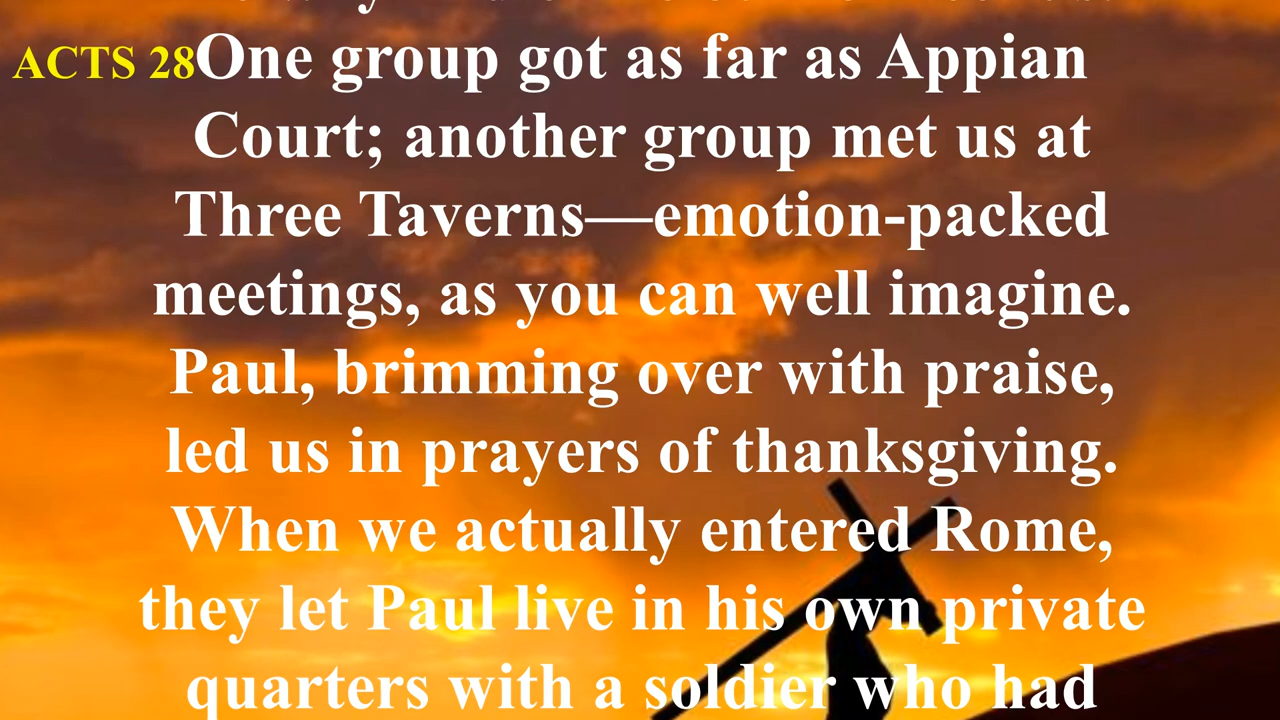 ACTS 28 One group got as far as Appian
Court; another group met us at
Three Taverns—emotion-packed
meetings, as you can well imagine.
Paul, brimming over with praise,
led us in prayers of thanksgiving.
When we actually entered Rome,
they let Paul live in his own private
quarters with a soldier who had